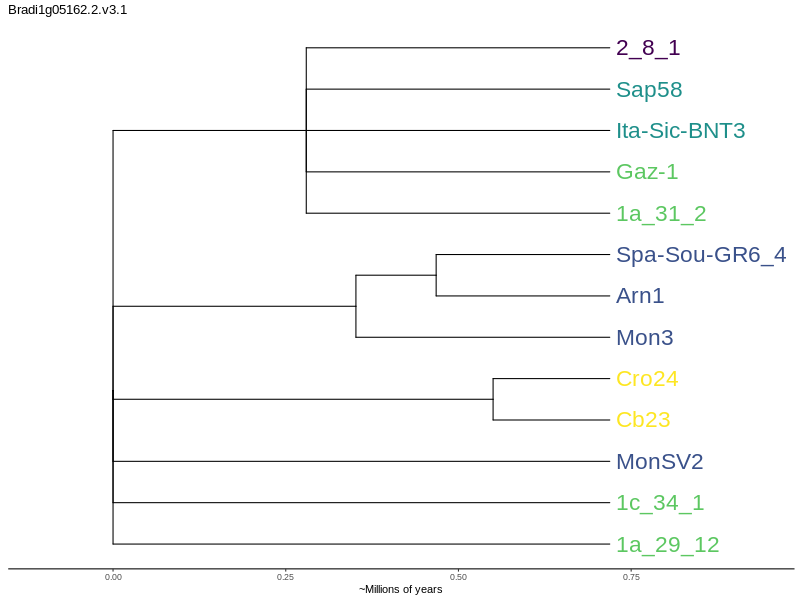 Bradi1g05162.2.v3.1
2_8_1
Sap58
Ita-Sic-BNT3
Gaz-1
1a_31_2
Spa-Sou-GR6_4
Arn1
Mon3
Cro24
Cb23
MonSV2
1c_34_1
1a_29_12
0.00 0.25 0.50 0.75
~Millions of years